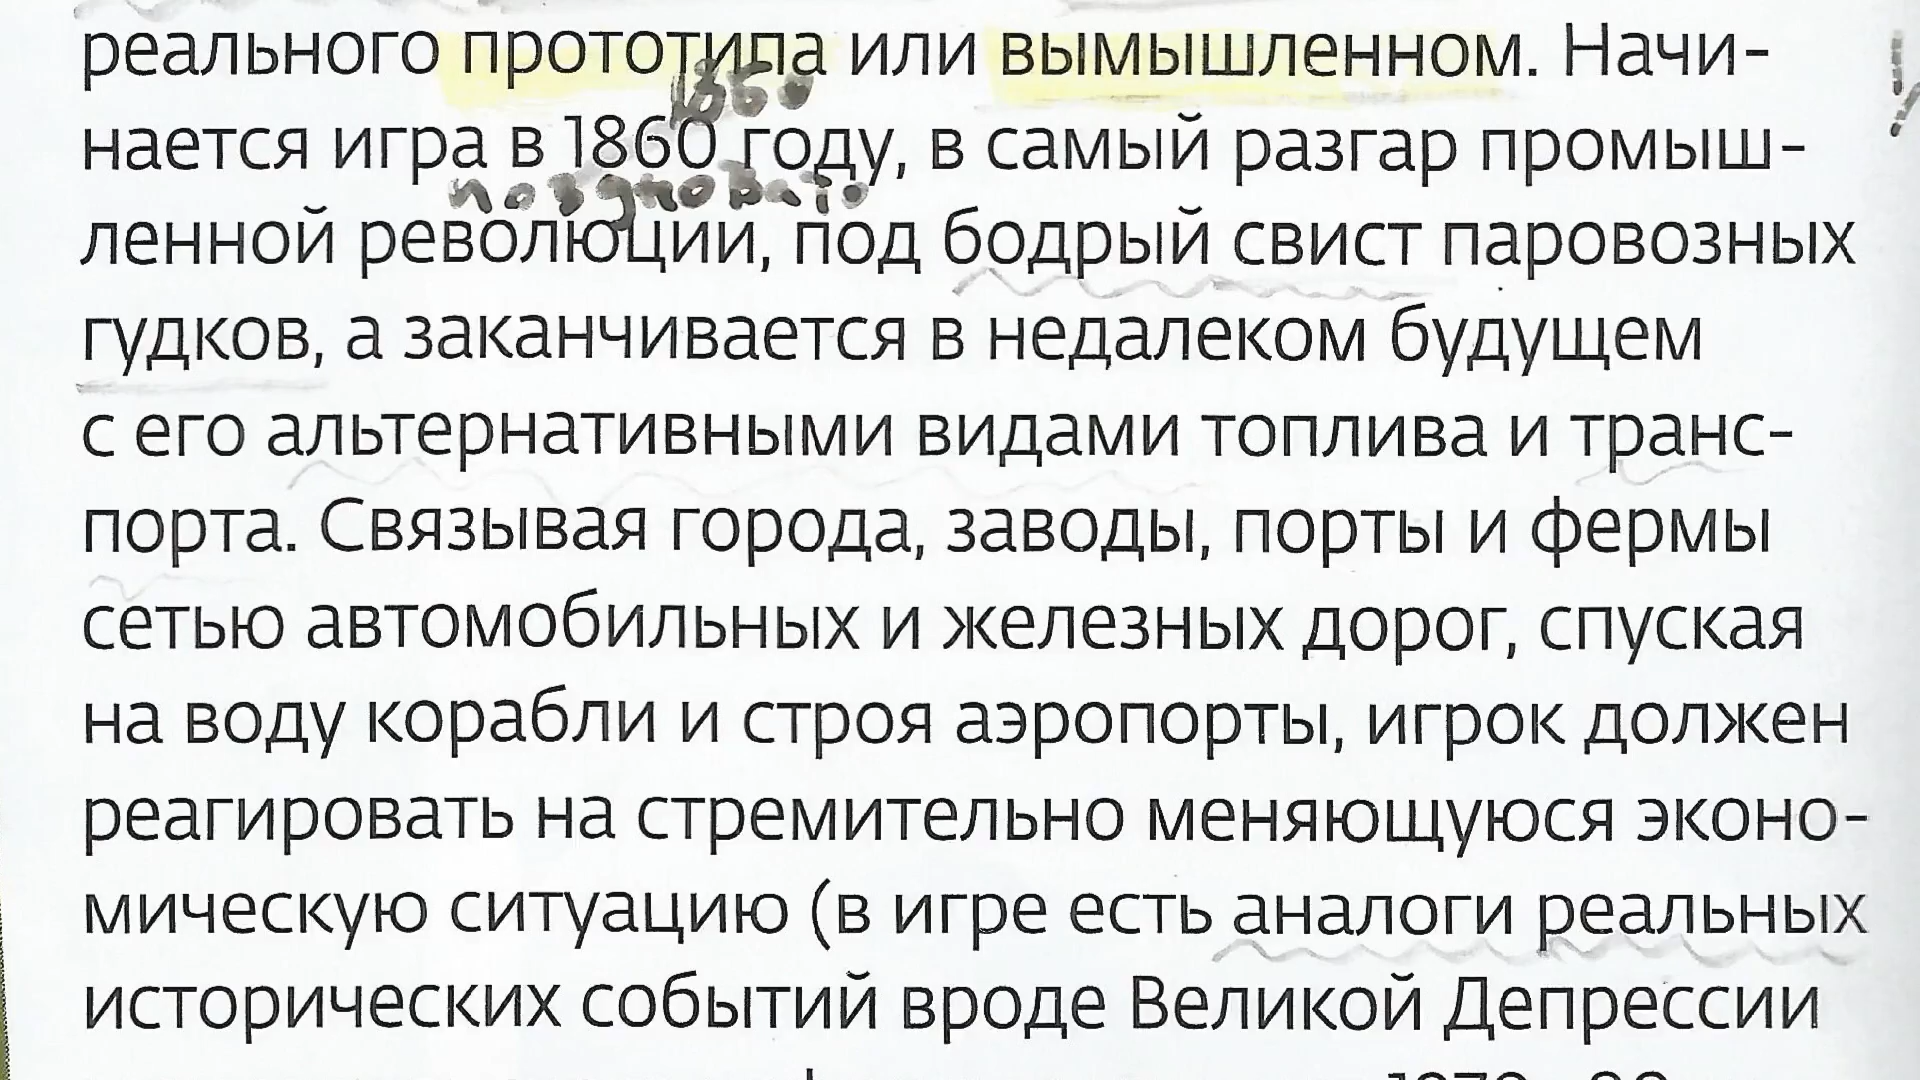 реального прототипа или вымышленном. Начи-
1860
нается игра в 1860 году, в самый разгар промыш-
ленной революции, под бодрый свист паровозных
гудков, а заканчивается в недалеком будущем
с его альтернативными видами топлива и транс-
порта. Связывая города, заводы, порты и фермы
сетью автомобильных и железных дорог, спуская
на воду корабли и строя аэропорты, игрок должен
реагировать на стремительно меняющуюся эконо-
мическую ситуацию (в игре есть аналоги реальных
исторических событий вроде Великой Депрессии